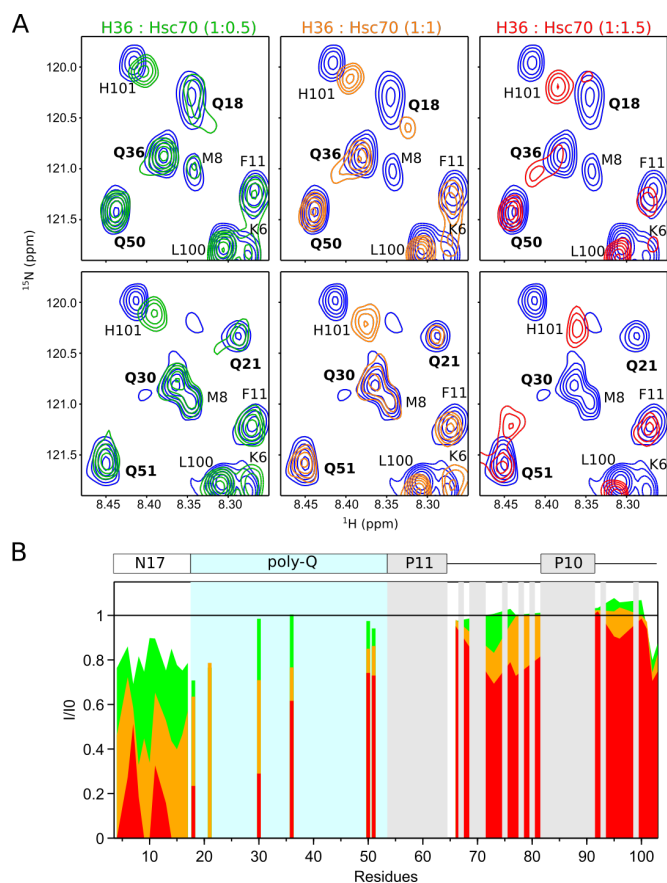 A
H36 : Hsc70 (1:0.5) H36 : Hsc70 (1:1) H36 : Hsc70 (1:1.5)
120.0
120.5
121.0
121.5
H101 Q18 Q36 M8 F11 Q50 L100 K6
H101 Q18 Q36 M8 F11 Q50 L100 K6
H101 Q18 Q36 M8 F11 Q50 L100 K6
15N (ppm)
120.0
120.5
121.0
121.5
H101 Q21 Q30 M8 F11 Q51 L100 K6
H101 Q21 Q30 M8 F11 Q51 L100 K6
H101 Q21 Q30 M8 F11 Q51 L100 K6
8.45 8.40 8.35 8.30 8.45 8.40 8.35 8.30 8.45 8.40 8.35 8.30
1H (ppm)
B
N17 poly-Q P11 P10
I/I0
1
0.8
0.6
0.4
0.2
0
10 20 30 40 50 60 70 80 90 100
Residues